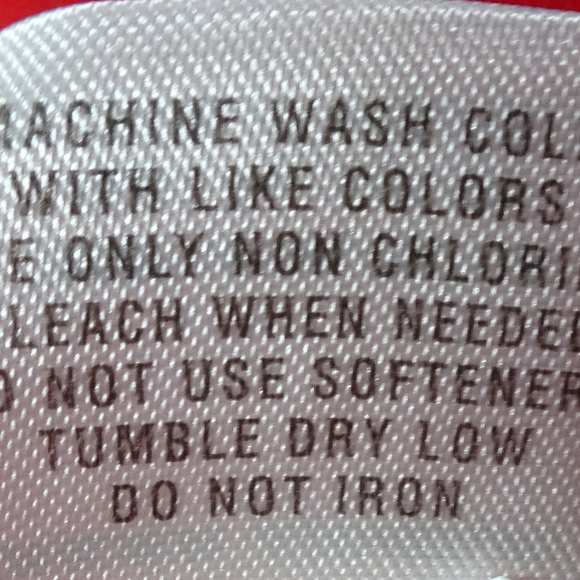 MACHINE WASH COL
WITH LIKE COLORS
E ONLY NON CHLORI
LEACH WHEN NEEDE
O NOT USE SOFTENER
TUMBLE DRY LOW
DO NOT IRON